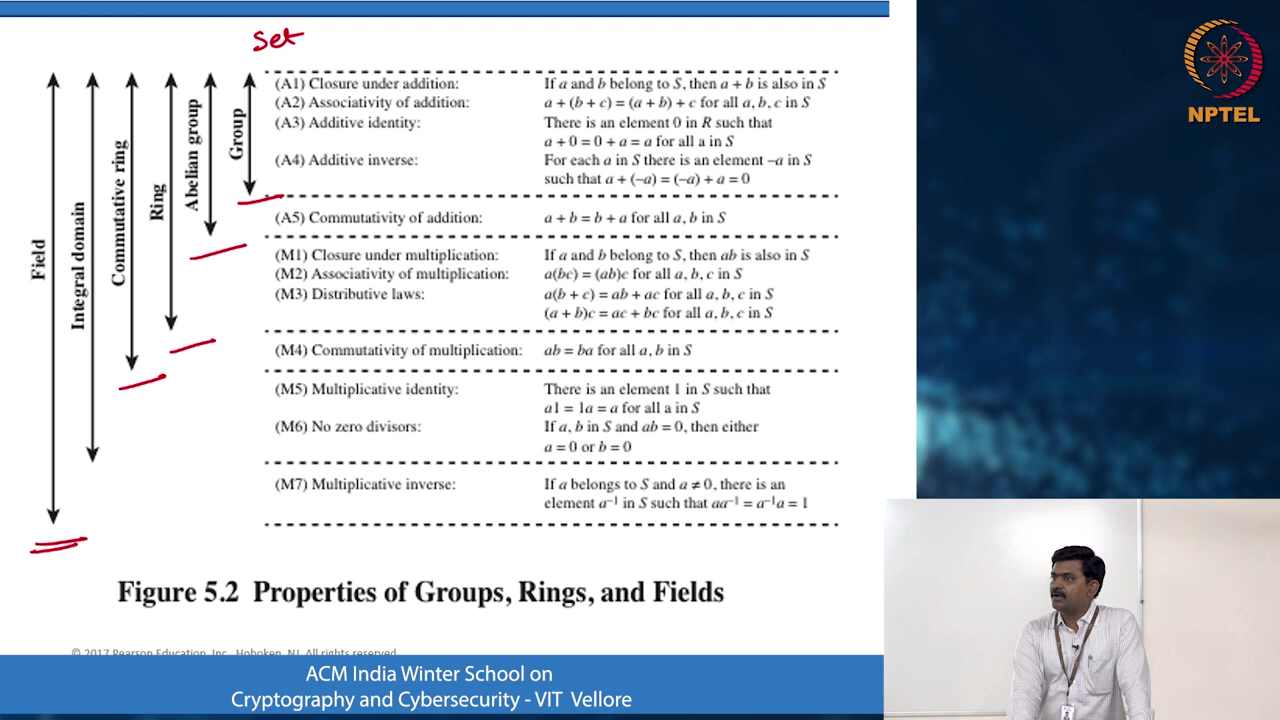 Set
NPTEL
Field
Integral domain
Commutative ring
Ring
Abelian group
Group
(A1) Closure under addition: If a and b belong to S, then a + b is also in S
(A2) Associativity of addition: a + (b + c) = (a + b) + c for all a, b, c in S
(A3) Additive identity: There is an element 0 in R such that
a + 0 = 0 + a = a for all a in S
(A4) Additive inverse: For each a in S there is an element –a in S
such that a + (–a) = (–a) + a = 0
(A5) Commutativity of addition: a + b = b + a for all a, b in S
(M1) Closure under multiplication: If a and b belong to S, then ab is also in S
(M2) Associativity of multiplication: a(bc) = (ab)c for all a, b, c in S
(M3) Distributive laws: a(b + c) = ab + ac for all a, b, c in S
(a + b)c = ac + bc for all a, b, c in S
(M4) Commutativity of multiplication: ab = ba for all a, b in S
(M5) Multiplicative identity: There is an element 1 in S such that
a1 = 1a = a for all a in S
(M6) No zero divisors: If a, b in S and ab = 0, then either
a = 0 or b = 0
(M7) Multiplicative inverse: If a belongs to S and a ≠ 0, there is an
element a⁻¹ in S such that aa⁻¹ = a⁻¹a = 1
Figure 5.2 Properties of Groups, Rings, and Fields
© 2017 Pearson Education, Inc., Hoboken, NJ. All rights reserved.
ACM India Winter School on
Cryptography and Cybersecurity - VIT Vellore